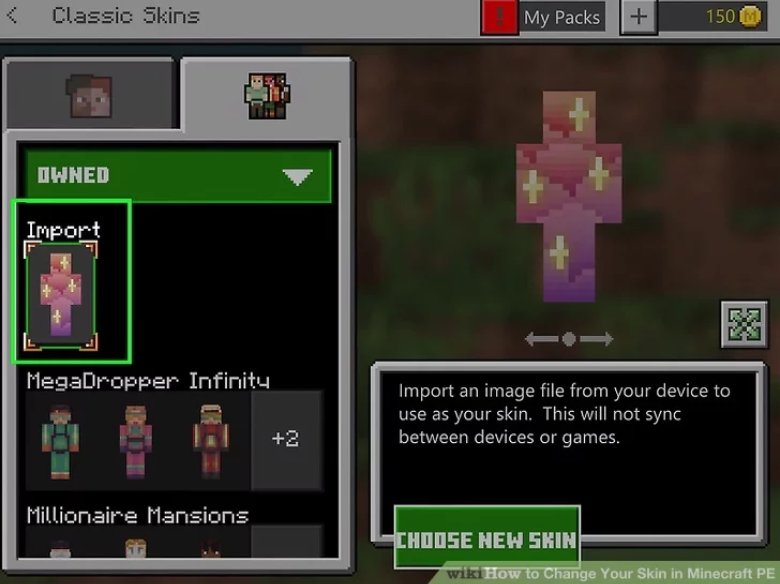 Classic Skins
!
My Packs
+
150
OWNED
Import
MegaDropper Infinity
+2
Millionaire Mansions
Import an image file from your device to
use as your skin. This will not sync
between devices or games.
CHOOSE NEW SKIN
wikiHow to Change Your Skin in Minecraft PE